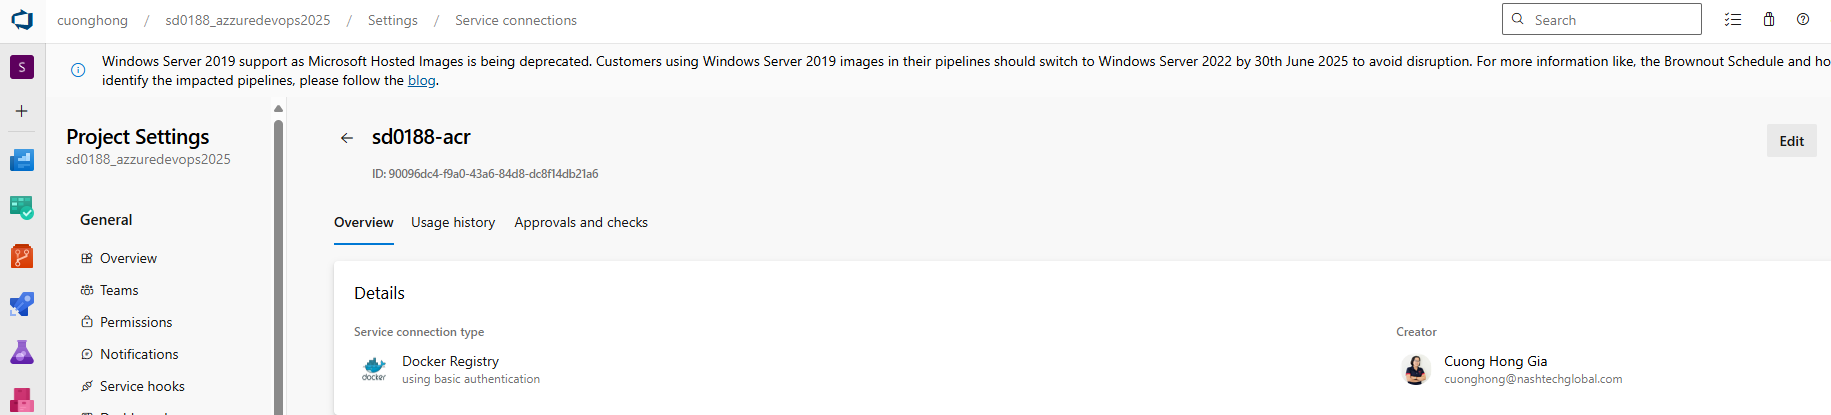 cuonghong / sd0188_azzuredevops2025 / Settings / Service connections
Search
Windows Server 2019 support as Microsoft Hosted Images is being deprecated. Customers using Windows Server 2019 images in their pipelines should switch to Windows Server 2022 by 30th June 2025 to avoid disruption. For more information like, the Brownout Schedule and ho
identify the impacted pipelines, please follow the blog.
S
Project Settings
sd0188_azzuredevops2025
General
Overview
Teams
Permissions
Notifications
Service hooks
sd0188-acr
Edit
ID: 90096dc4-f9a0-43a6-84d8-dc8f14db21a6
Overview Usage history Approvals and checks
Details
Service connection type
docker
Docker Registry
using basic authentication
Creator
Cuong Hong Gia
cuonghong@nashtechglobal.com